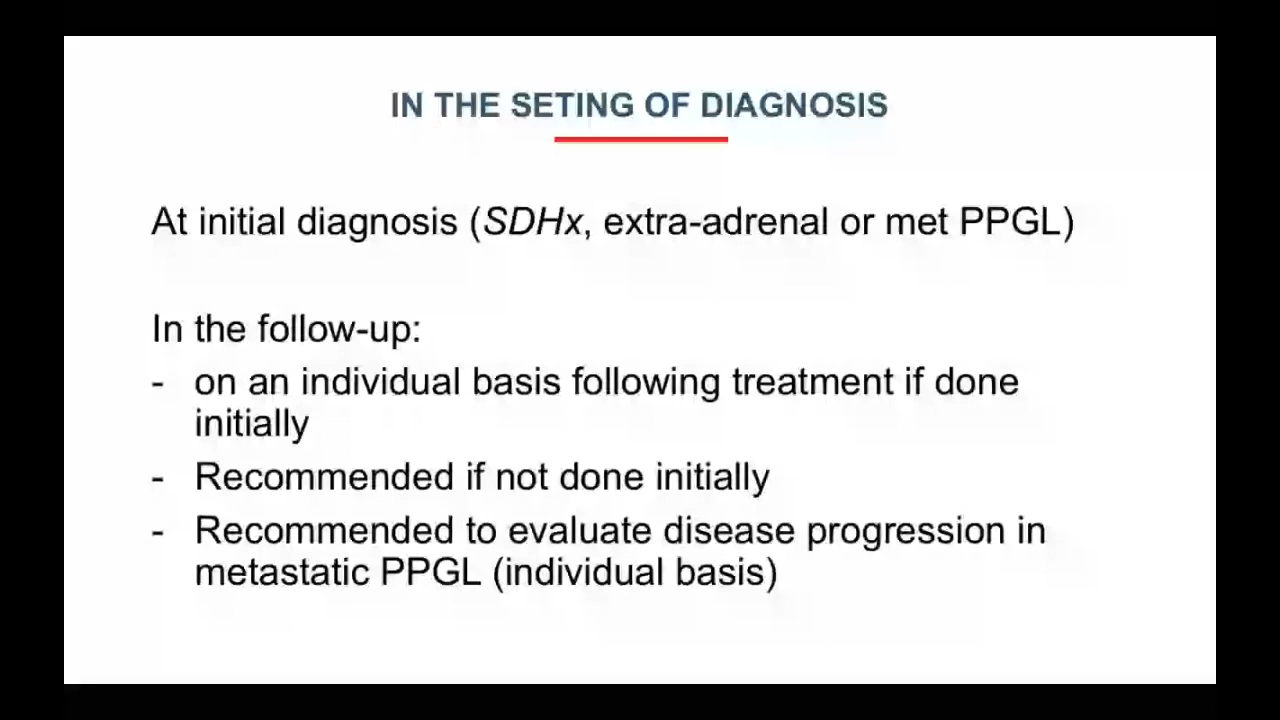 IN THE SETING OF DIAGNOSIS
At initial diagnosis (SDHx, extra-adrenal or met PPGL)
In the follow-up:
- on an individual basis following treatment if done
initially
- Recommended if not done initially
- Recommended to evaluate disease progression in
metastatic PPGL (individual basis)